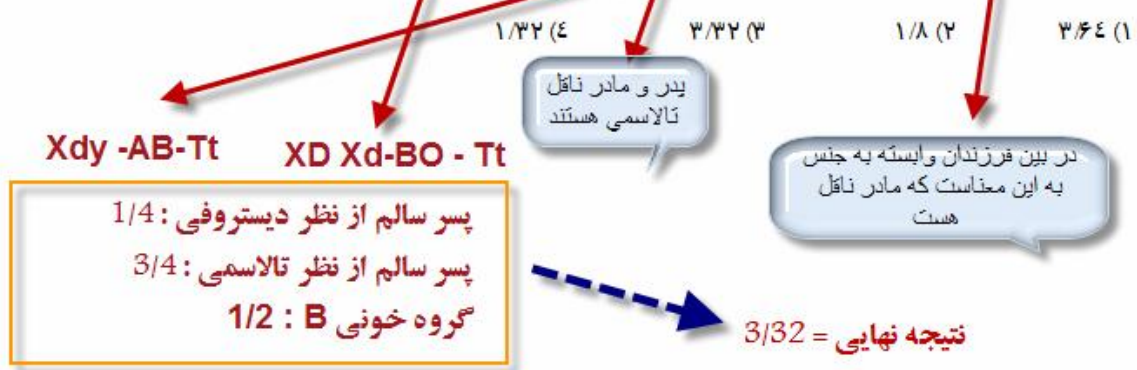 ۱) ۳/۶۴ ۲) ۱/۸ ۳) ۳/۳۲ ۴) ۱/۳۲
پدر و مادر ناقل
تالاسمی هستند
Xdy -AB-Tt XD Xd-BO - Tt
در بین فرزندان وابسته به جنس
به این معناست که مادر ناقل
هست
پسر سالم از نظر دیستروفی : 1/4
پسر سالم از نظر تالاسمی : 3/4
گروه خونی B : 1/2
نتیجه نهایی = 3/32